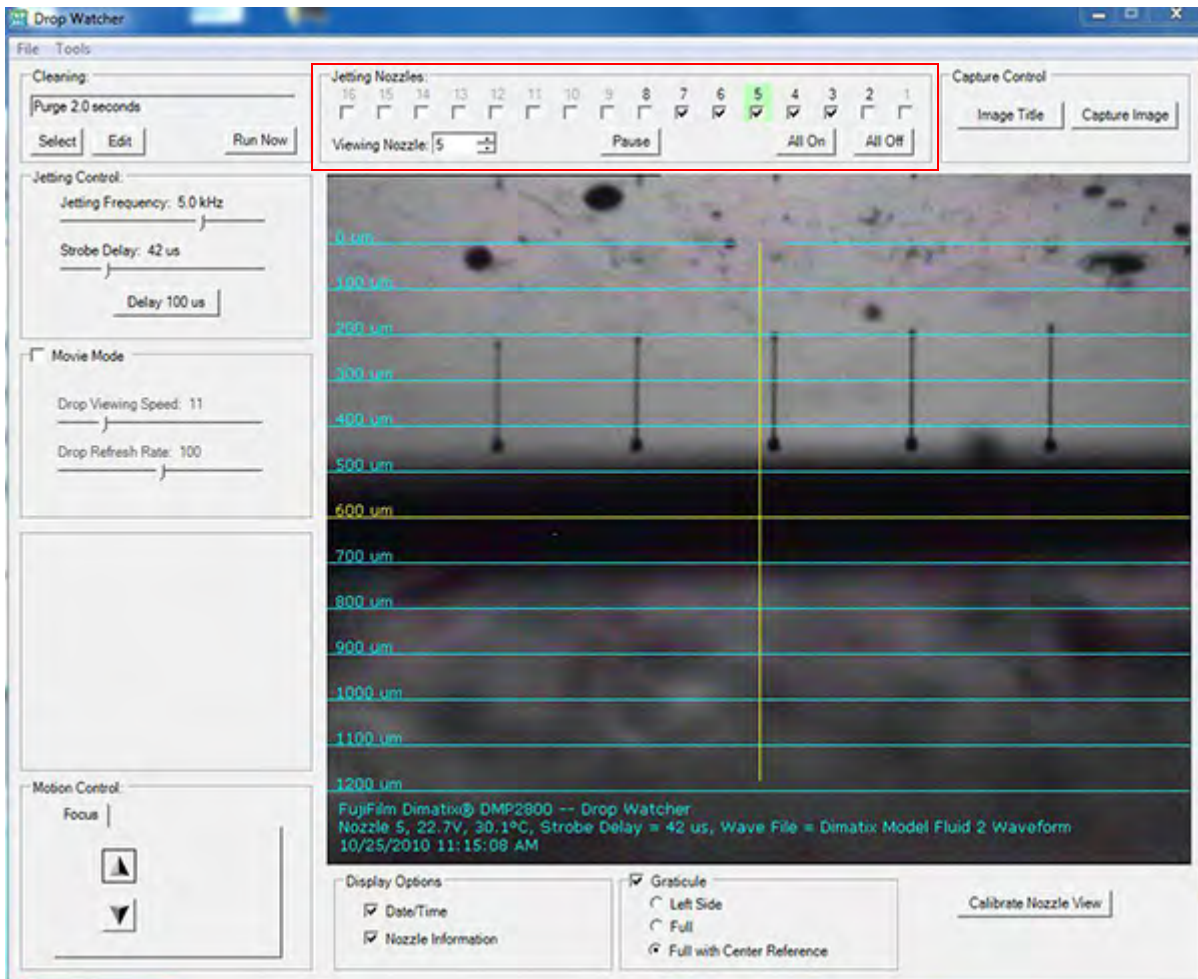 Drop Watcher
File Tools
Cleaning:
Purge 2.0 seconds
Select Edit Run Now
Jetting Nozzles:
16 15 14 13 12 11 10 9 8 7 6 5 4 3 2 1
Viewing Nozzle: 5 Pause All On All Off
Capture Control
Image Title Capture Image
Jetting Control:
Jetting Frequency: 5.0 kHz
Strobe Delay: 42 us
Delay 100 us
Movie Mode
Drop Viewing Speed: 11
Drop Refresh Rate: 100
Motion Control:
Focus
0 um
100 um
200 um
300 um
400 um
500 um
600 um
700 um
800 um
900 um
1000 um
1100 um
1200 um
FujiFilm Dimatix® DMP2800 -- Drop Watcher
Nozzle 5, 22.7V, 30.1ºC, Strobe Delay = 42 us, Wave File = Dimatix Model Fluid 2 Waveform
10/25/2010 11:15:08 AM
Display Options
Date/Time
Nozzle Information
Graticule
Left Side
Full
Full with Center Reference
Calibrate Nozzle View